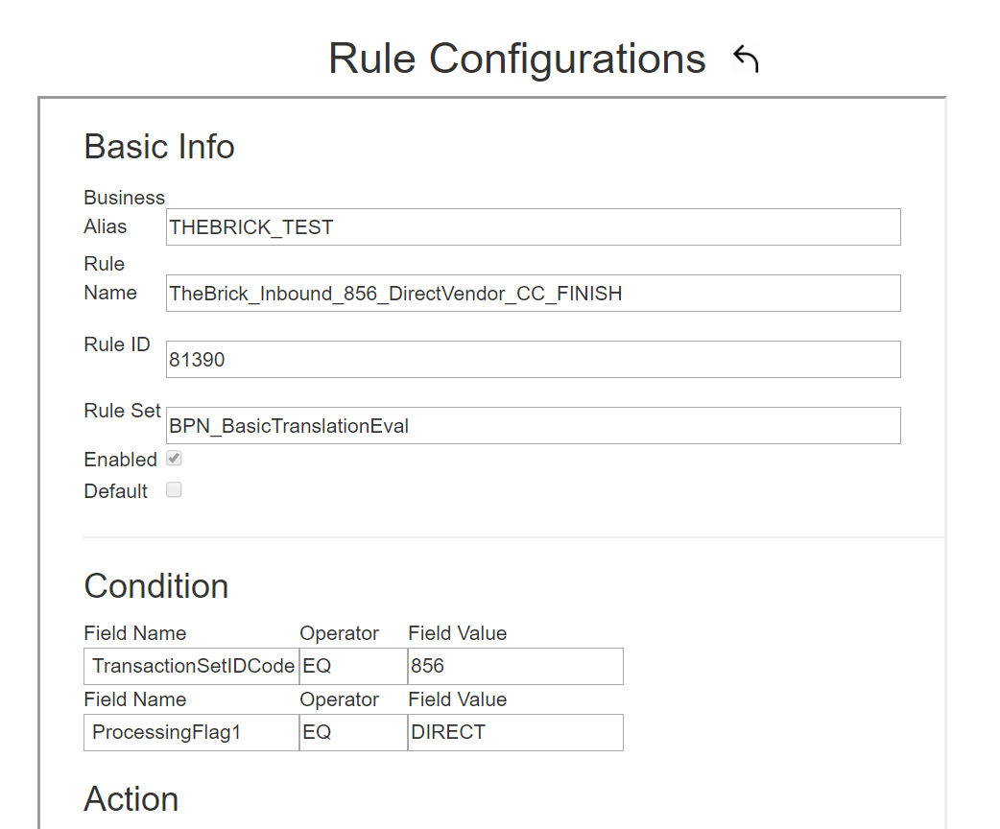 Rule Configurations
Basic Info
Business
Alias THEBRICK_TEST
Rule
Name TheBrick_Inbound_856_DirectVendor_CC_FINISH
Rule ID 81390
Rule Set BPN_BasicTranslationEval
Enabled
Default
Condition
Field Name Operator Field Value
TransactionSetIDCode EQ 856
Field Name Operator Field Value
ProcessingFlag1 EQ DIRECT
Action